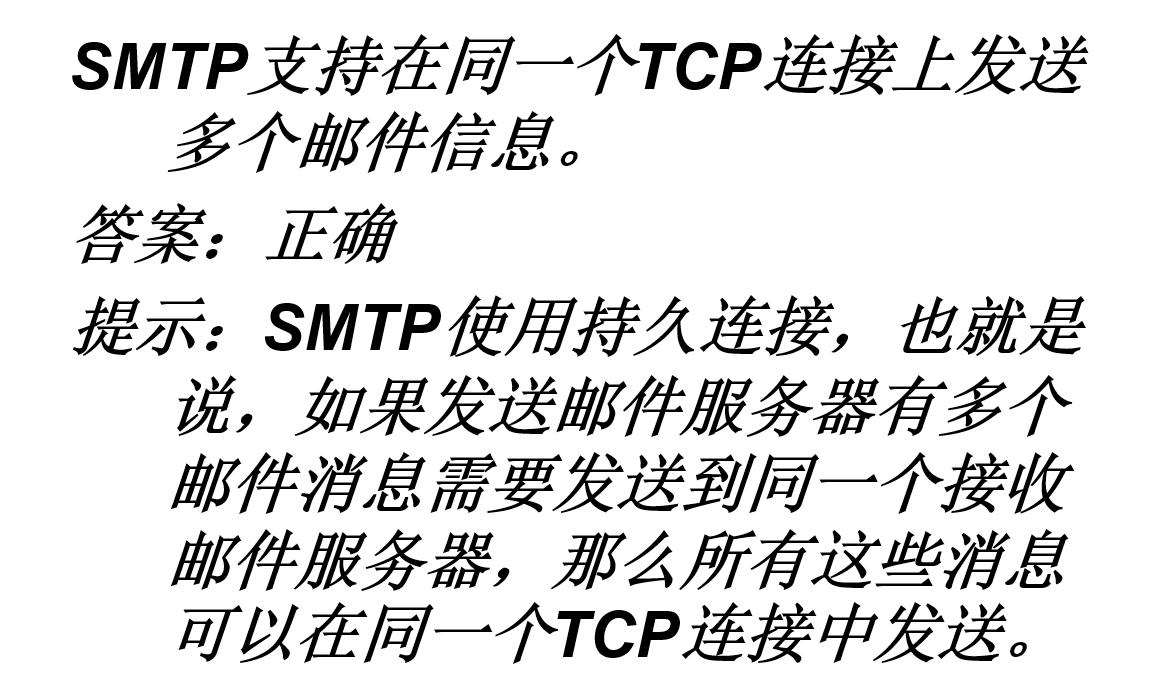 SMTP支持在同一个TCP连接上发送
多个邮件信息。
答案：正确
提示：SMTP使用持久连接，也就是
说，如果发送邮件服务器有多个
邮件消息需要发送到同一个接收
邮件服务器，那么所有这些消息
可以在同一个TCP连接中发送。